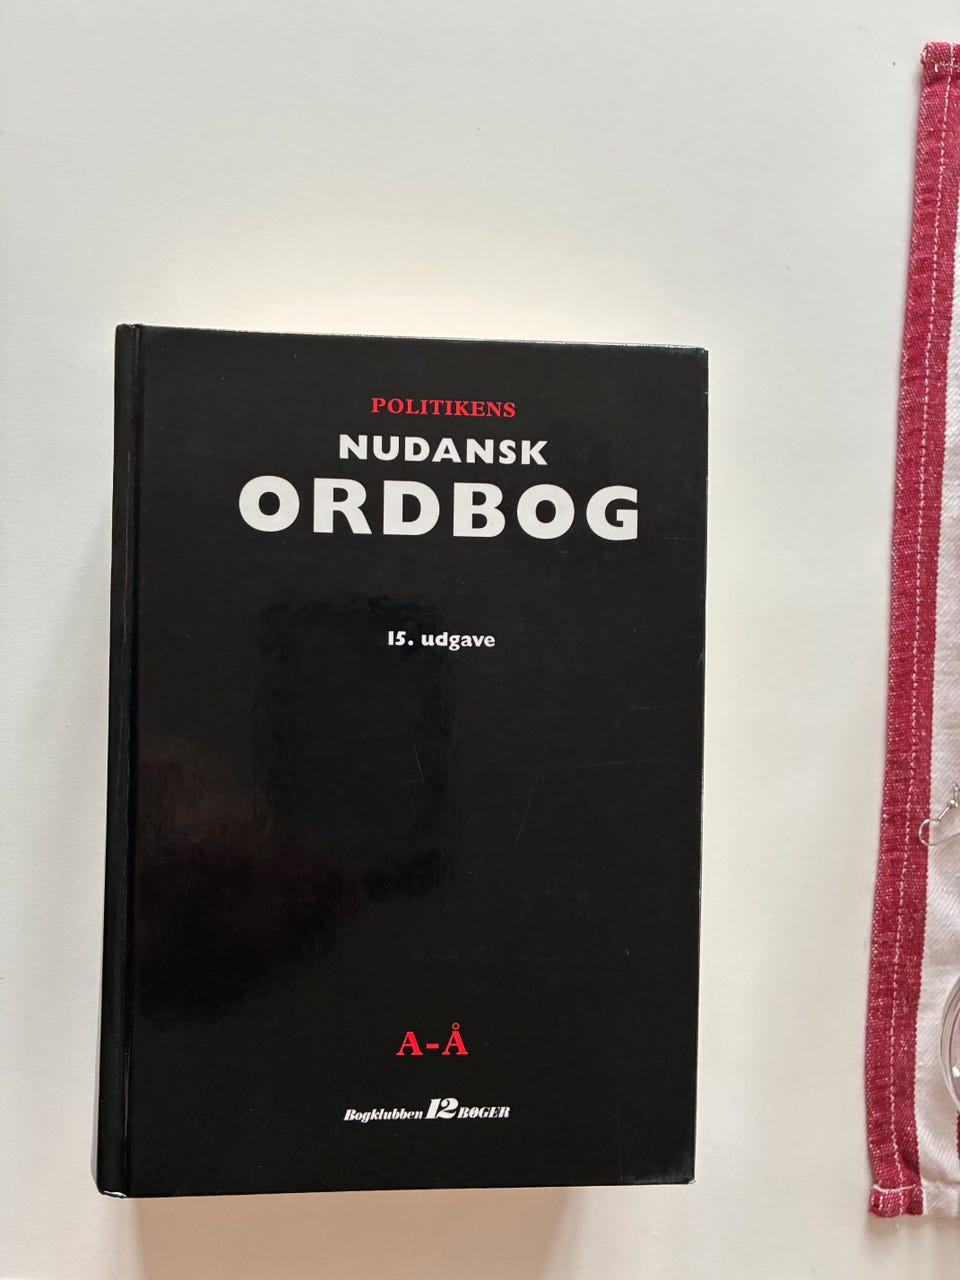 POLITIKENS
NUDANSK
ORDBOG
15. udgave
A-Å
Bogklubben 12 BØGER